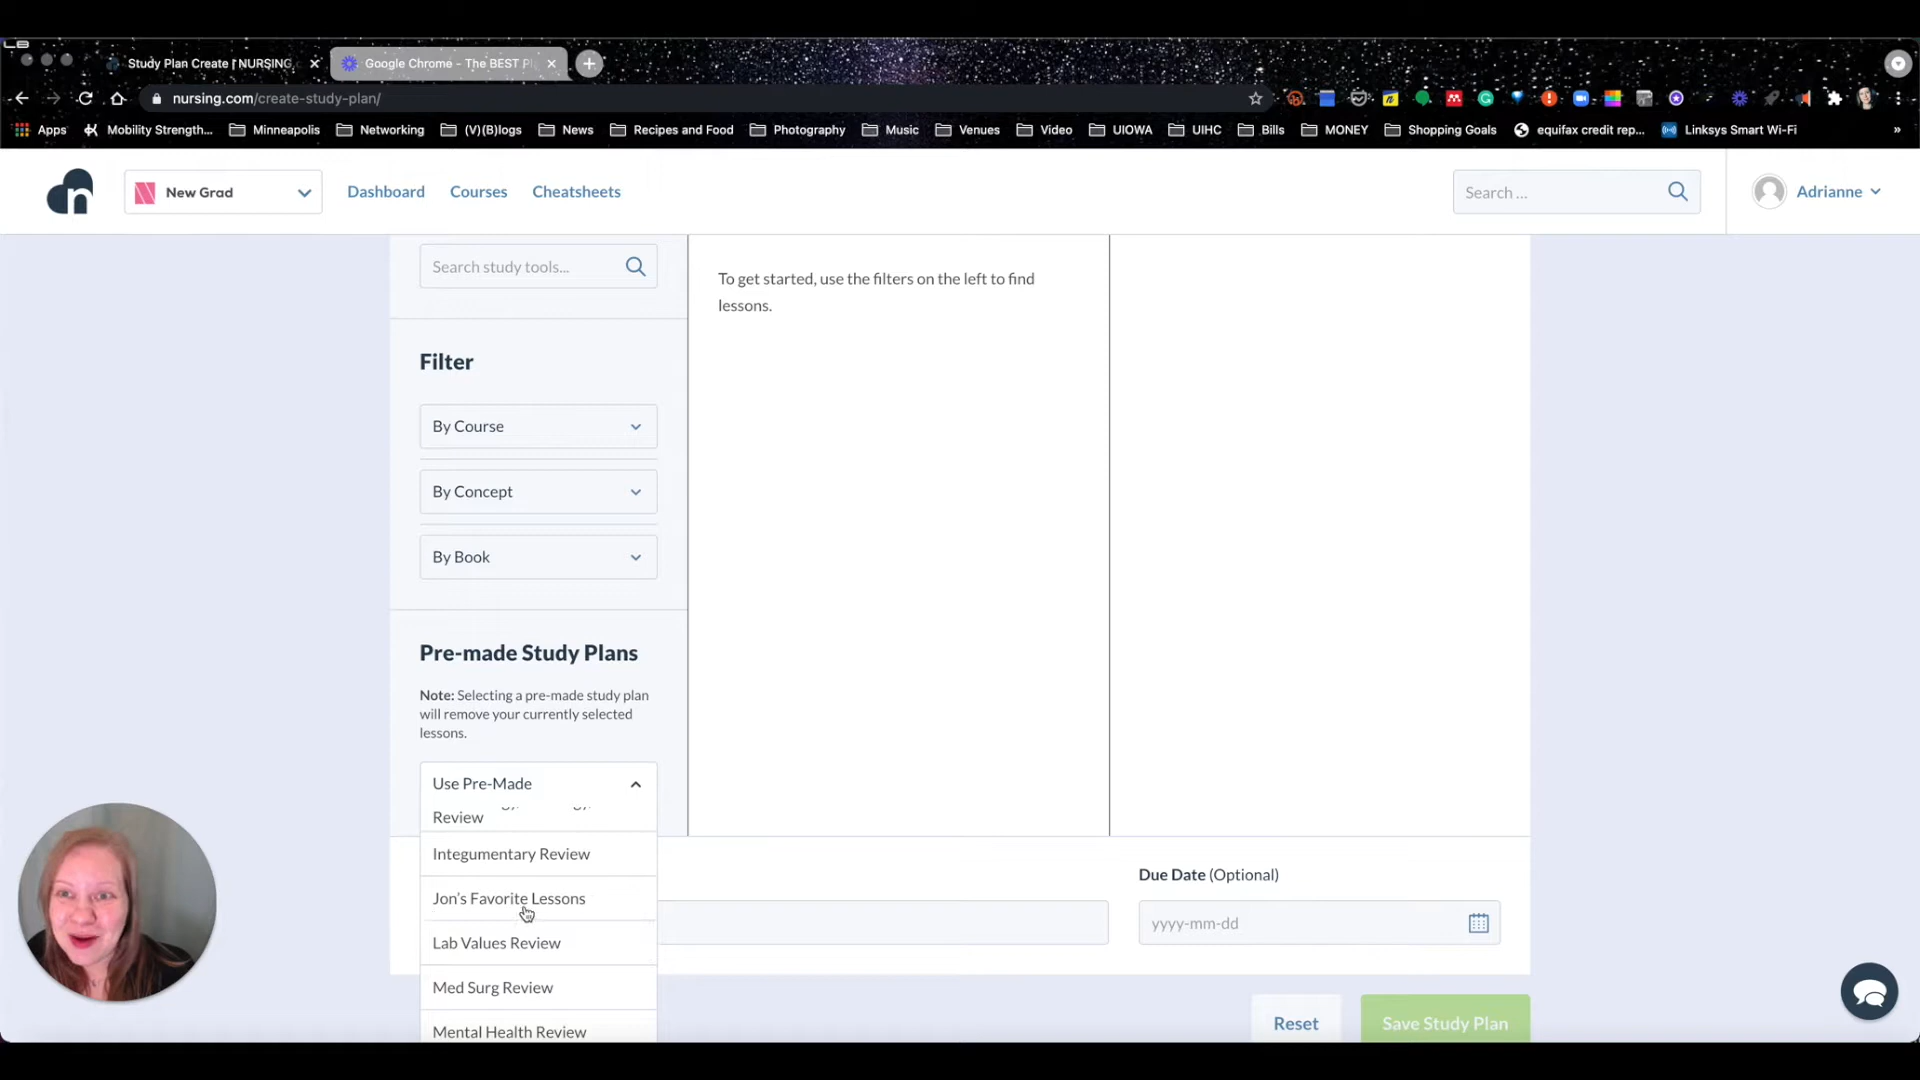 LB
Study Plan Create | NURSING.
Google Chrome - The BEST Pl
nursing.com/create-study-plan/
Apps
Mobility Strength...
Minneapolis
Networking
(V)(B)logs
News
Recipes and Food
Photography
Music
Venues
Video
UIOWA
UIHC
Bills
MONEY
Shopping Goals
equifax credit rep...
Linksys Smart Wi-Fi
»
n
New Grad
Dashboard
Courses
Cheatsheets
Search ...
Adrianne
Search study tools...
To get started, use the filters on the left to find
lessons.
Filter
By Course
By Concept
By Book
Pre-made Study Plans
Note: Selecting a pre-made study plan
will remove your currently selected
lessons.
Use Pre-Made
Review
Integumentary Review
Jon's Favorite Lessons
Lab Values Review
Med Surg Review
Mental Health Review
Due Date (Optional)
yyyy-mm-dd
Reset
Save Study Plan